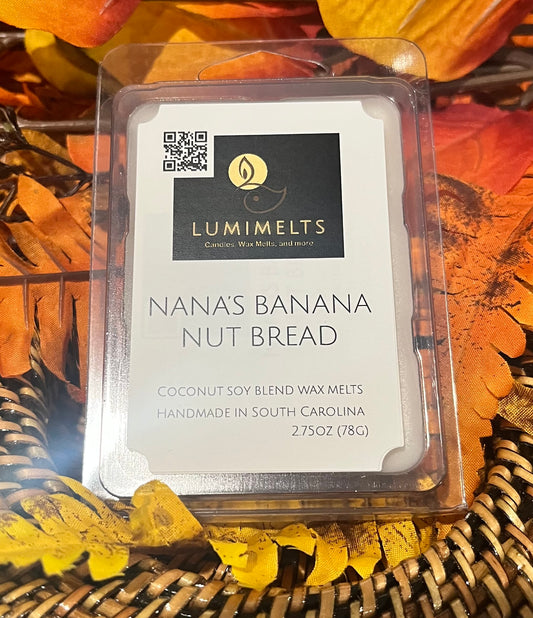 LUMIMELTS
Candles, Wax Melts, and more
NANA'S BANANA
NUT BREAD
COCONUT SOY BLEND WAX MELTS
HANDMADE IN SOUTH CAROLINA
2.75OZ (78G)